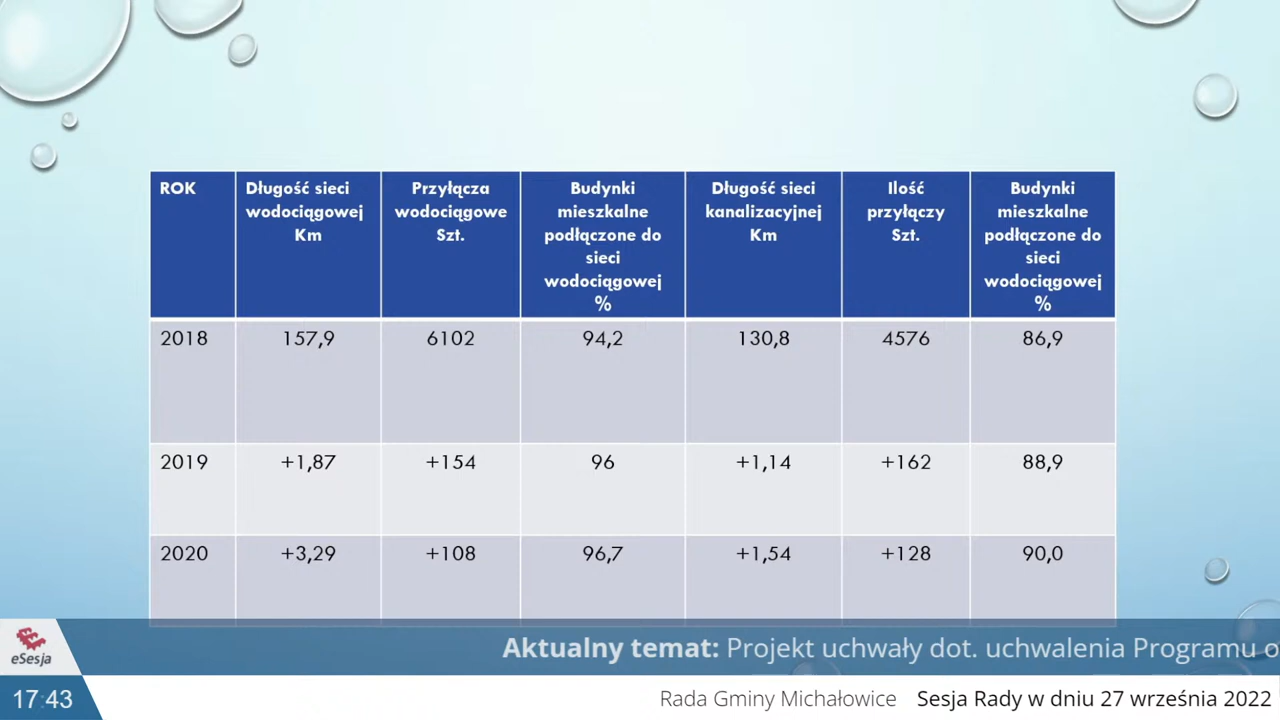 ROK
Długość sieci
wodociągowej
Km
Przyłącza
wodociągowe
Szt.
Budynki
mieszkalne
podłączone do
sieci
wodociągowej
%
Długość sieci
kanalizacyjnej
Km
Ilość
przyłączy
Szt.
Budynki
mieszkalne
podłączone do
sieci
wodociągowej
%
2018 157,9 6102 94,2 130,8 4576 86,9
2019 +1,87 +154 96 +1,14 +162 88,9
2020 +3,29 +108 96,7 +1,54 +128 90,0
eSesja
Aktualny temat: Projekt uchwały dot. uchwalenia Programu o
17:43
Rada Gminy Michałowice Sesja Rady w dniu 27 września 2022